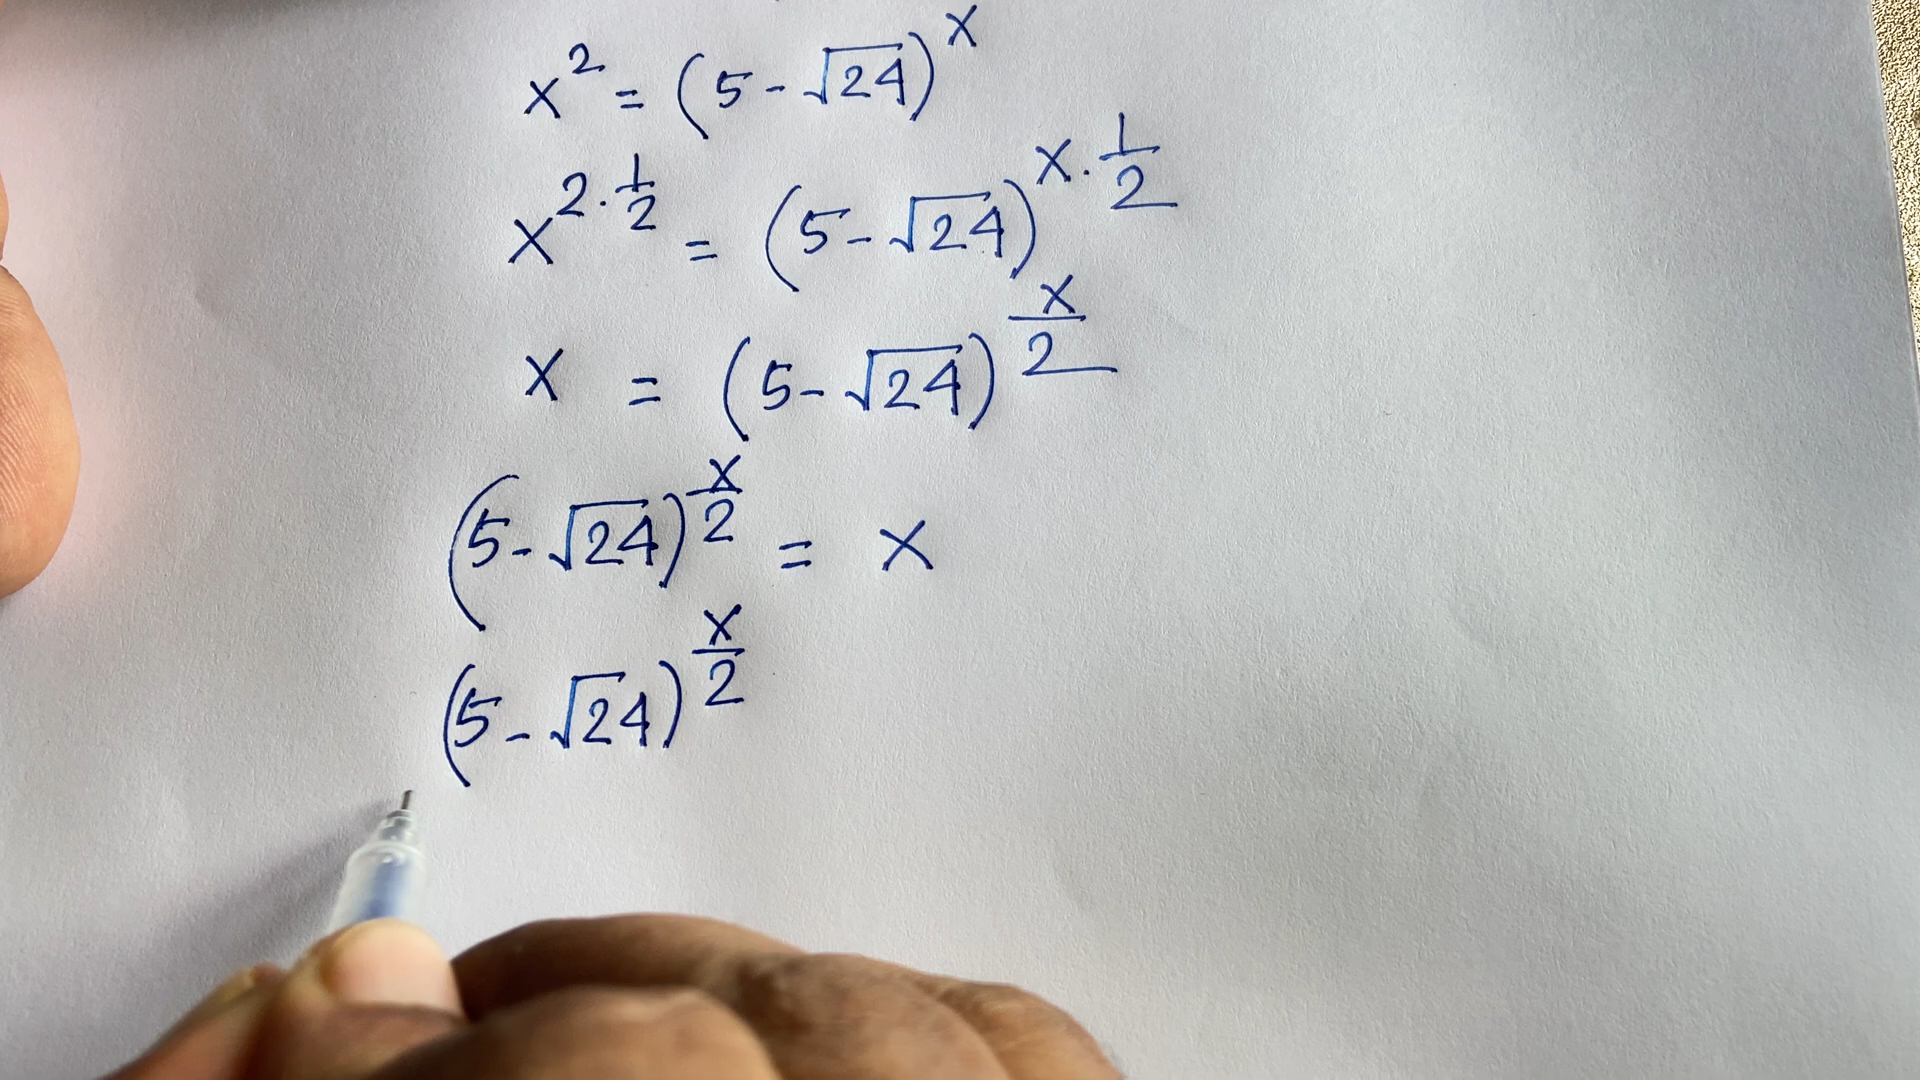 x² = (5 - √24)^x
x^(2·1/2) = (5 - √24)^(x·1/2)
x = (5 - √24)^(x/2)
(5 - √24)^(x/2) = x
(5 - √24)^(x/2)